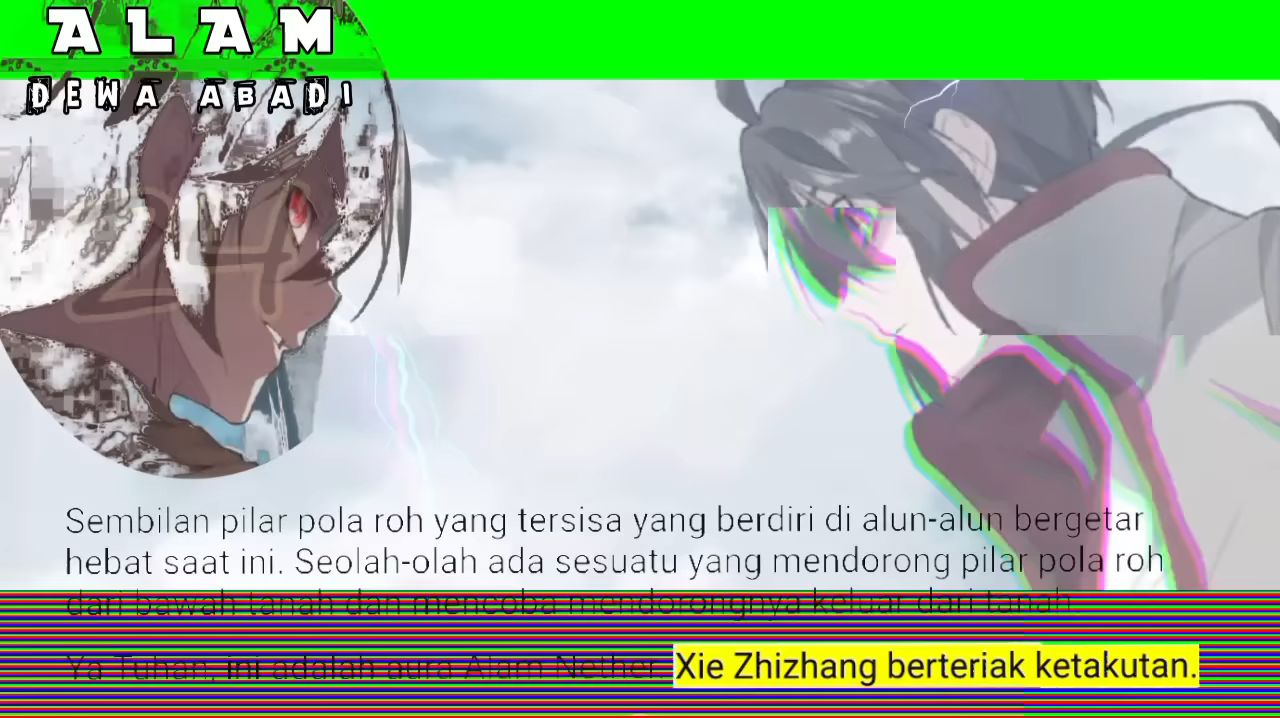 ALAM
DEWA ABADI
24
Sembilan pilar pola roh yang tersisa yang berdiri di alun-alun bergetar
hebat saat ini. Seolah-olah ada sesuatu yang mendorong pilar pola roh
dari bawah tanah dan mencoba mendorongnya keluar dari tanah
Ya Tuhan, ini adalah aura Alam Nether. Xie Zhizhang berteriak ketakutan.